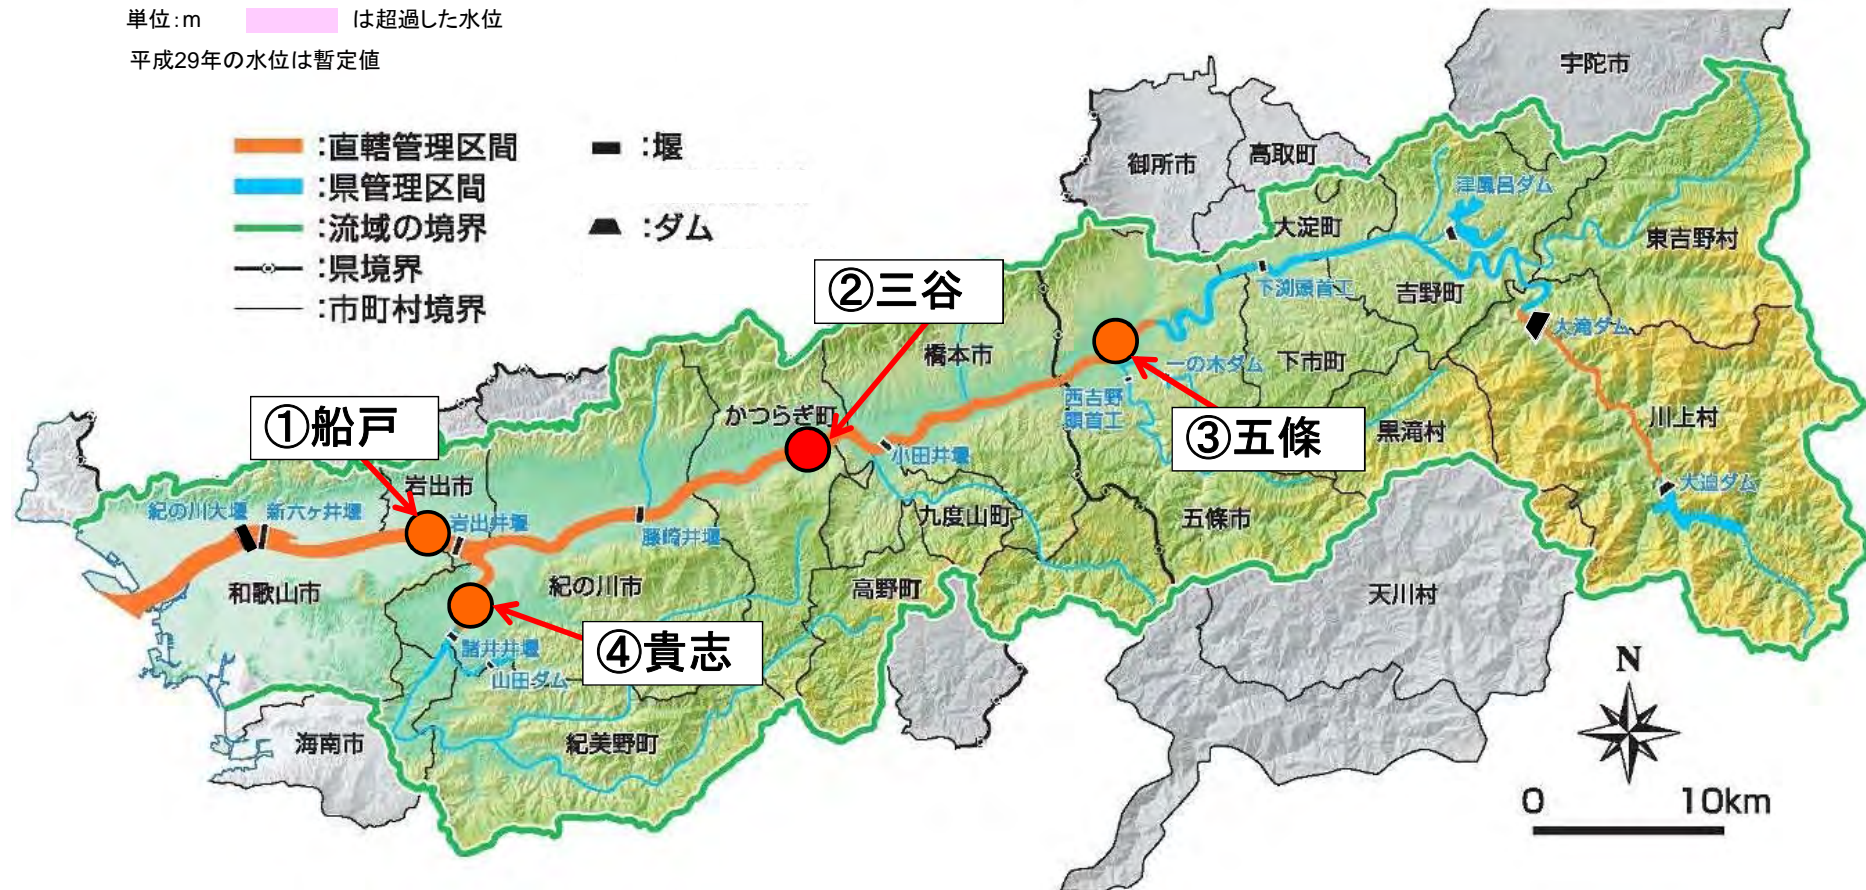 単位:m は超過した水位
平成29年の水位は暫定値
:直轄管理区間
:堰
:県管理区間
:流域の境界
:ダム
:県境界
:市町村境界
宇陀市
御所市
高取町
津風呂ダム
大淀町
東吉野村
②三谷
下渕頭首工
吉野町
大滝ダム
橋本市
一の木ダム
下市町
西吉野
頭首工
かつらぎ町
①船戸
③五條
黒滝村
川上村
小田井堰
岩出市
大迫ダム
紀の川大堰
新六ヶ井堰
岩出井堰
藤崎井堰
九度山町
五條市
和歌山市
紀の川市
高野町
天川村
④貴志
諸井井堰
山田ダム
海南市
紀美野町
N
0 10km